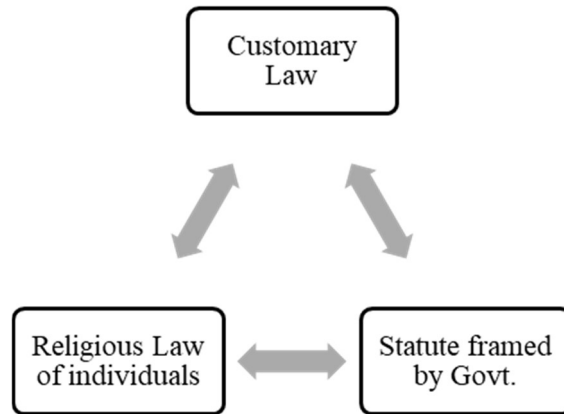 Customary
Law
Religious Law
of individuals
Statute framed
by Govt.